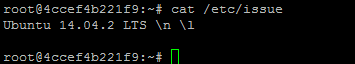 root@4ccef4b221f9:~# cat /etc/issue
Ubuntu 14.04.2 LTS \n \l

root@4ccef4b221f9:~#